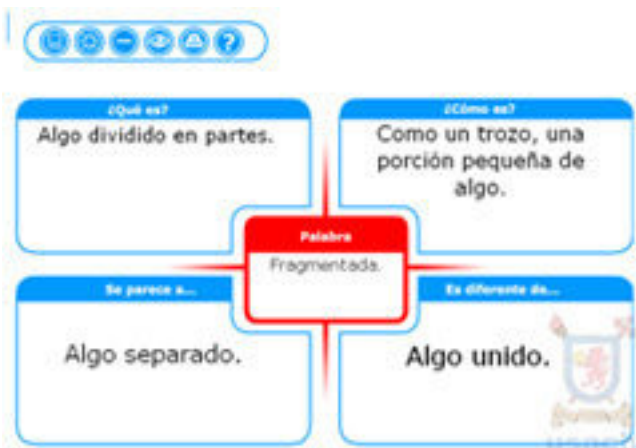 ¿Qué es?
Algo dividido en partes.
¿Cómo es?
Como un trozo, una
porción pequeña de
algo.
Palabra
Fragmentada.
Se parece a...
Algo separado.
Es diferente de...
Algo unido.